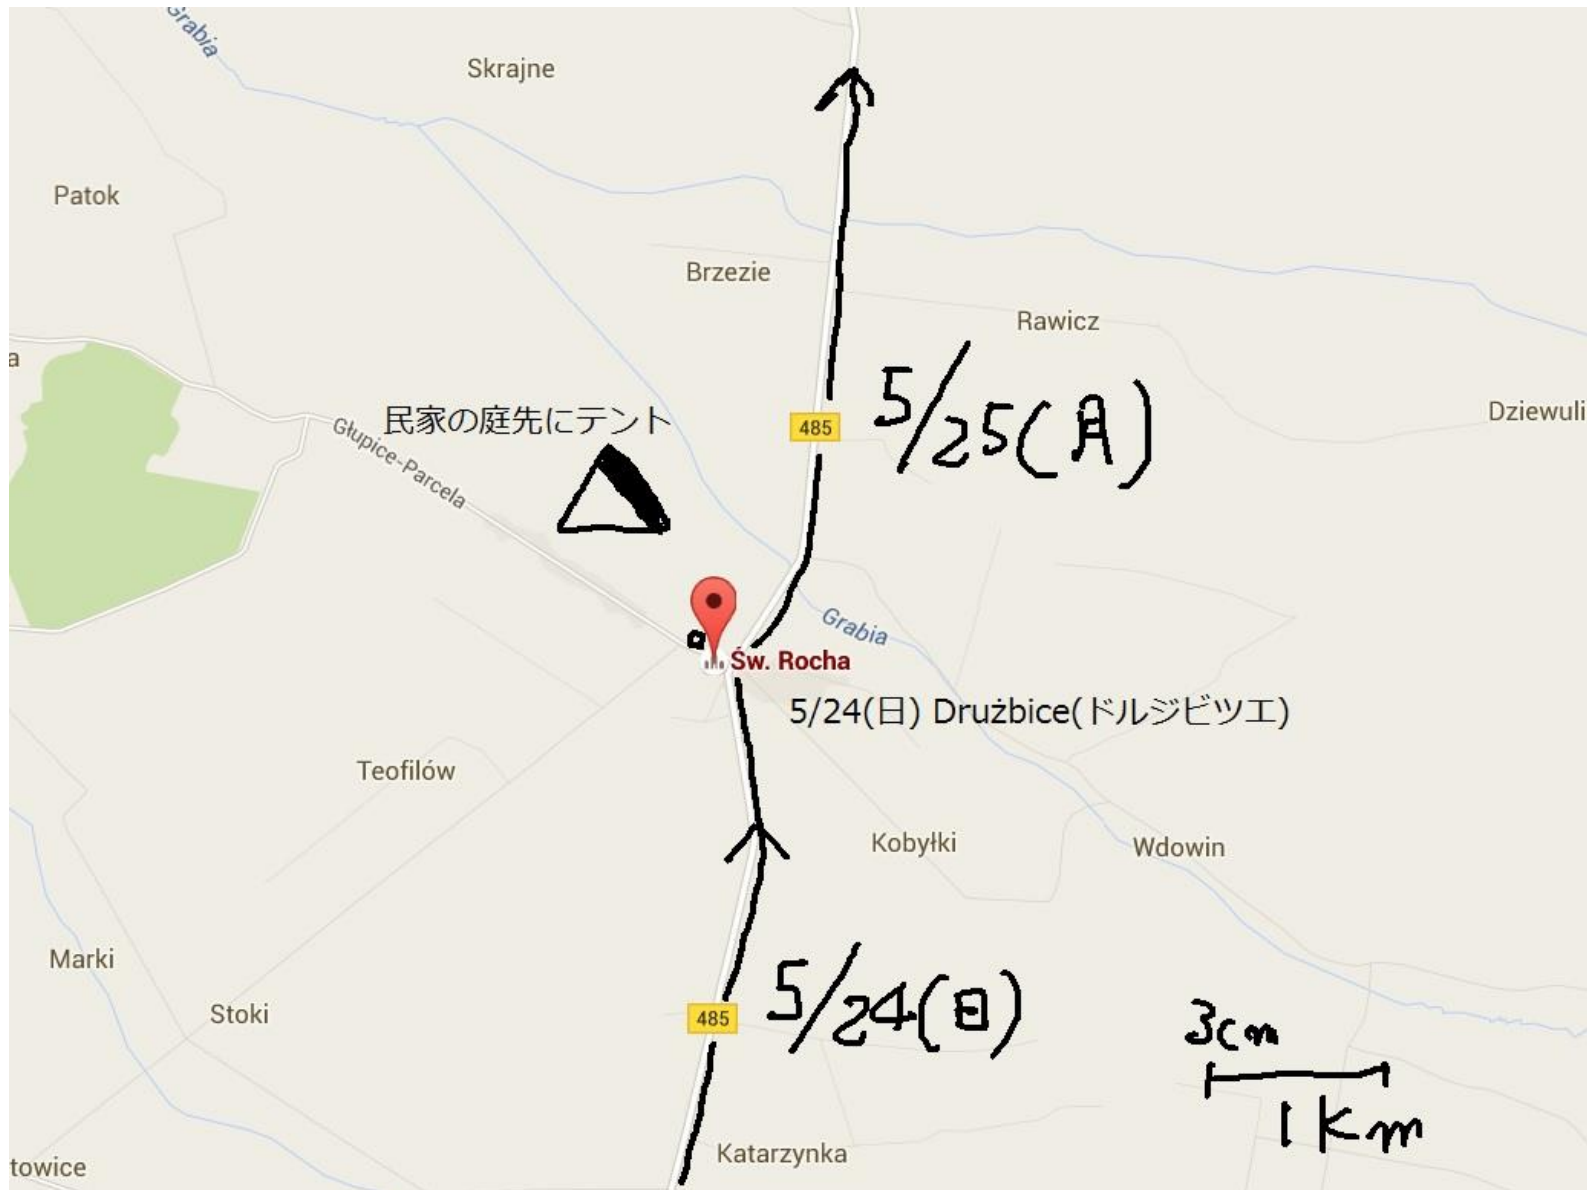 Grabia
Skrajne
Patok
Brzezie
Rawicz
a
民家の庭先にテント
Głupice-Parcela
485
5/25(月)
Dziewuli
Grabia
Św. Rocha
5/24(日) Drużbice(ドルジビツエ)
Teofilów
Kobyłki
Wdowin
Marki
Stoki
485
5/24(日)
3cm
1Km
Katarzynka
towice